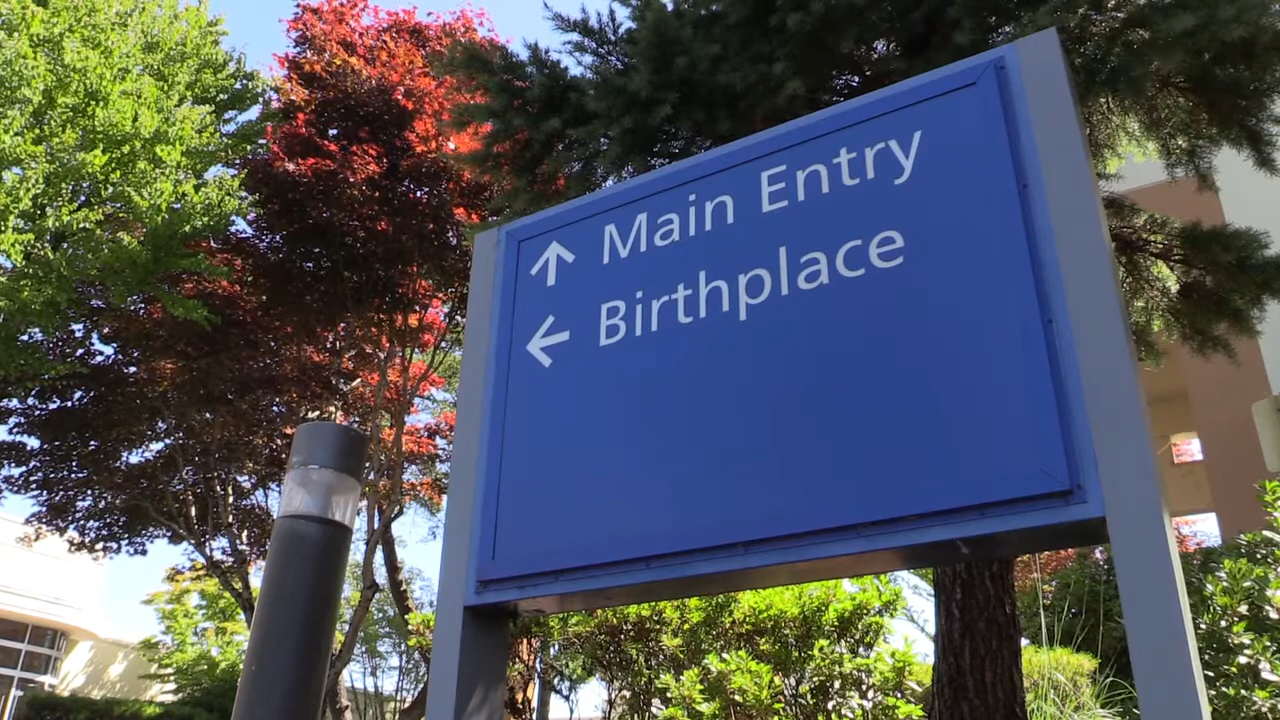 ↑ Main Entry
← Birthplace